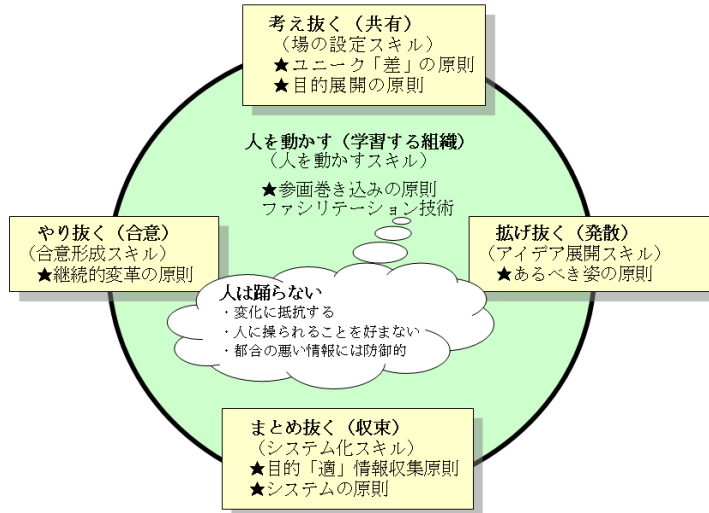 考え抜く（共有）
（場の設定スキル）
★ユニーク「差」の原則
★目的展開の原則
人を動かす（学習する組織）
（人を動かすスキル）
★参画巻き込みの原則
ファシリテーション技術
やり抜く（合意）
（合意形成スキル）
★継続的変革の原則
拡げ抜く（発散）
（アイデア展開スキル）
★あるべき姿の原則
人は踊らない
・変化に抵抗する
・人に操られることを好まない
・都合の悪い情報には防御的
まとめ抜く（収束）
（システム化スキル）
★目的「適」情報収集原則
★システムの原則